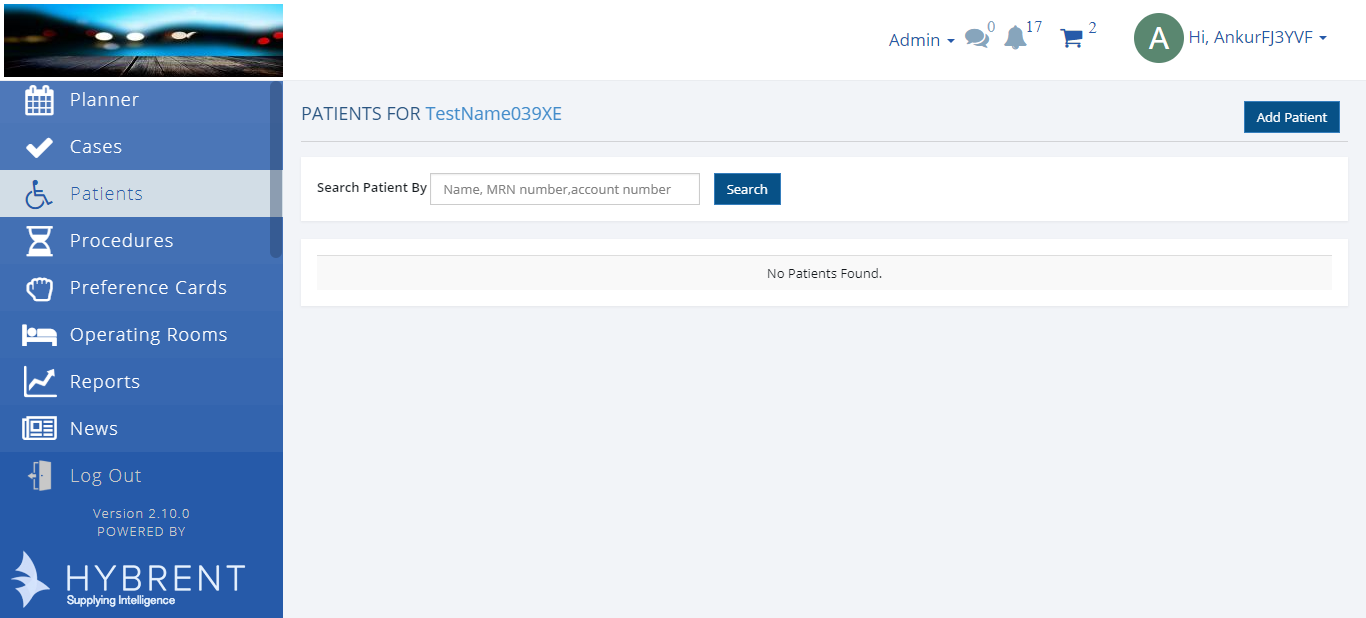 Admin
0
17
2
A
Hi, AnkurFJ3YVF
Planner
Cases
Patients
Procedures
Preference Cards
Operating Rooms
Reports
News
Log Out
Version 2.10.0
POWERED BY
HYBRENT
Supplying Intelligence
PATIENTS FOR TestName039XE
Add Patient
Search Patient By
Name, MRN number,account number
Search
No Patients Found.